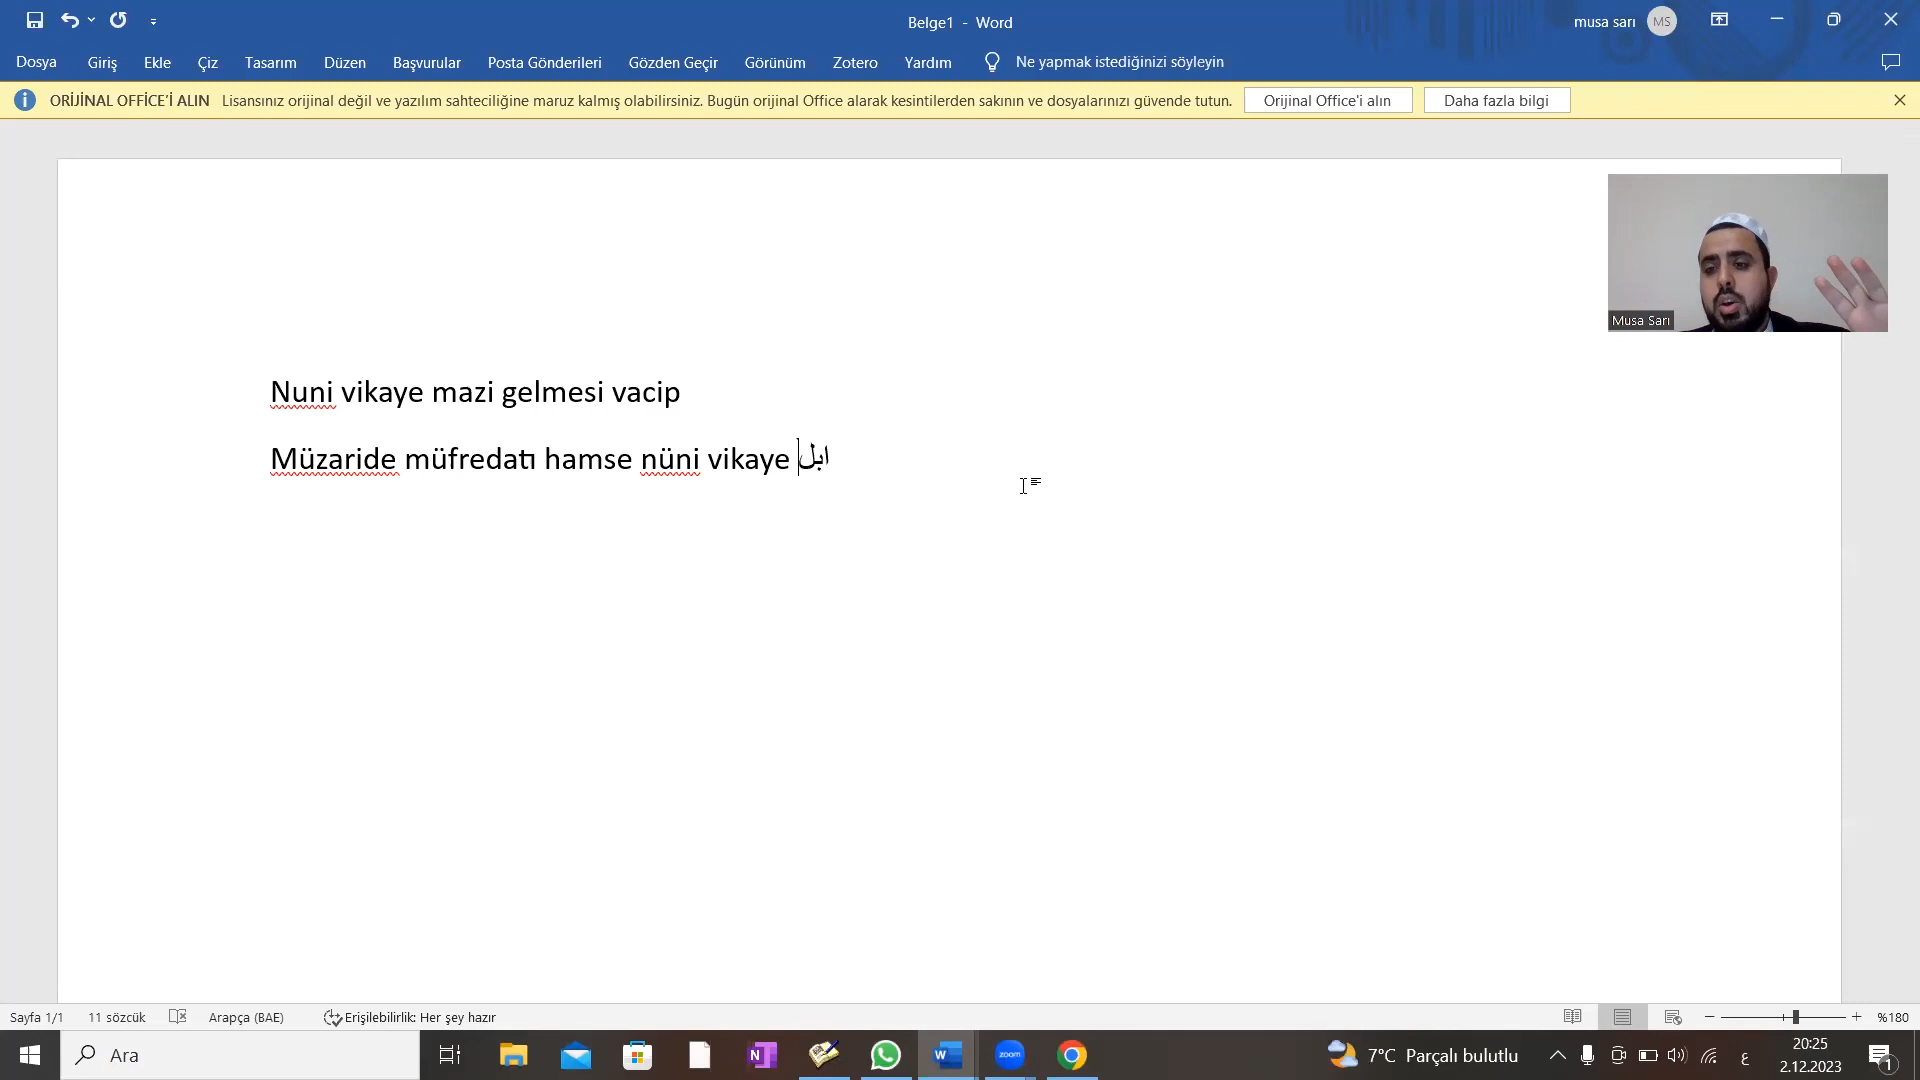 Belge1 - Word
musa sarı
MS
Dosya
Giriş
Ekle
Çiz
Tasarım
Düzen
Başvurular
Posta Gönderileri
Gözden Geçir
Görünüm
Zotero
Yardım
Ne yapmak istediğinizi söyleyin
ORİJİNAL OFFİCE'İ ALIN Lisansınız orijinal değil ve yazılım sahteciliğine maruz kalmış olabilirsiniz. Bugün orijinal Office alarak kesintilerden sakının ve dosyalarınızı güvende tutun.
Orijinal Office'i alın
Daha fazla bilgi
Musa Sarı
Nuni vikaye mazi gelmesi vacip
Müzaride müfredatı hamse nüni vikaye ابل
Sayfa 1/1
11 sözcük
Arapça (BAE)
Erişilebilirlik: Her şey hazır
%180
Ara
zoom
7°C Parçalı bulutlu
ع
20:25
2.12.2023
1